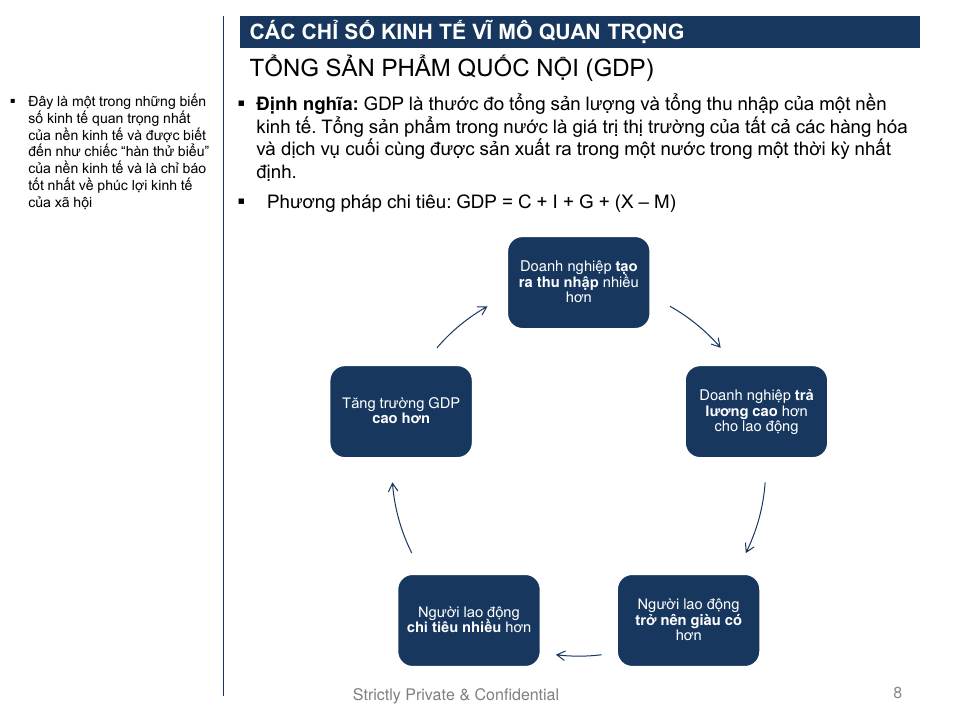 CÁC CHỈ SỐ KINH TẾ VĨ MÔ QUAN TRỌNG
TỔNG SẢN PHẨM QUỐC NỘI (GDP)
▪ Đây là một trong những biến
số kinh tế quan trọng nhất
của nền kinh tế và được biết
đến như chiếc “hàn thử biểu”
của nền kinh tế và là chỉ báo
tốt nhất về phúc lợi kinh tế
của xã hội
▪ Định nghĩa: GDP là thước đo tổng sản lượng và tổng thu nhập của một nền
kinh tế. Tổng sản phẩm trong nước là giá trị thị trường của tất cả các hàng hóa
và dịch vụ cuối cùng được sản xuất ra trong một nước trong một thời kỳ nhất
định.
▪ Phương pháp chi tiêu: GDP = C + I + G + (X – M)
Doanh nghiệp tạo
ra thu nhập nhiều
hơn
Doanh nghiệp trả
lương cao hơn
cho lao động
Người lao động
trở nên giàu có
hơn
Người lao động
chi tiêu nhiều hơn
Tăng trường GDP
cao hơn
Strictly Private & Confidential
8